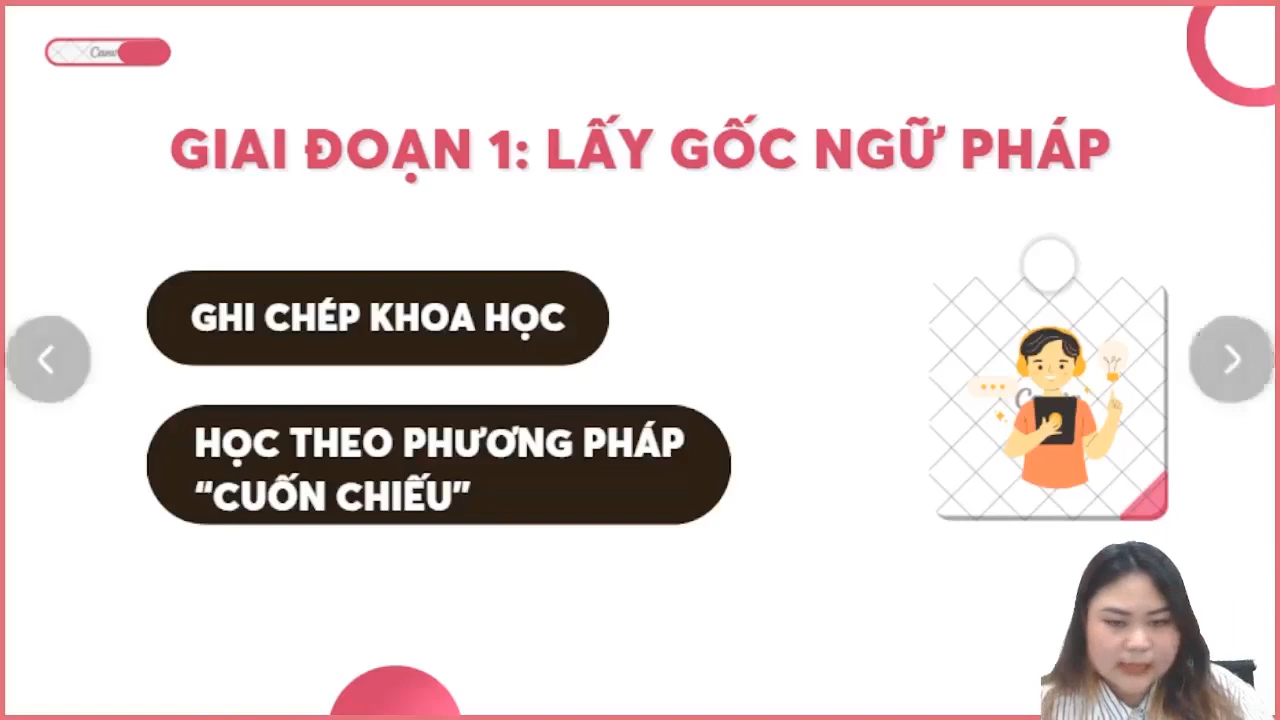 GIAI ĐOẠN 1: LẤY GỐC NGỮ PHÁP
GHI CHÉP KHOA HỌC
HỌC THEO PHƯƠNG PHÁP
“CUỐN CHIẾU”